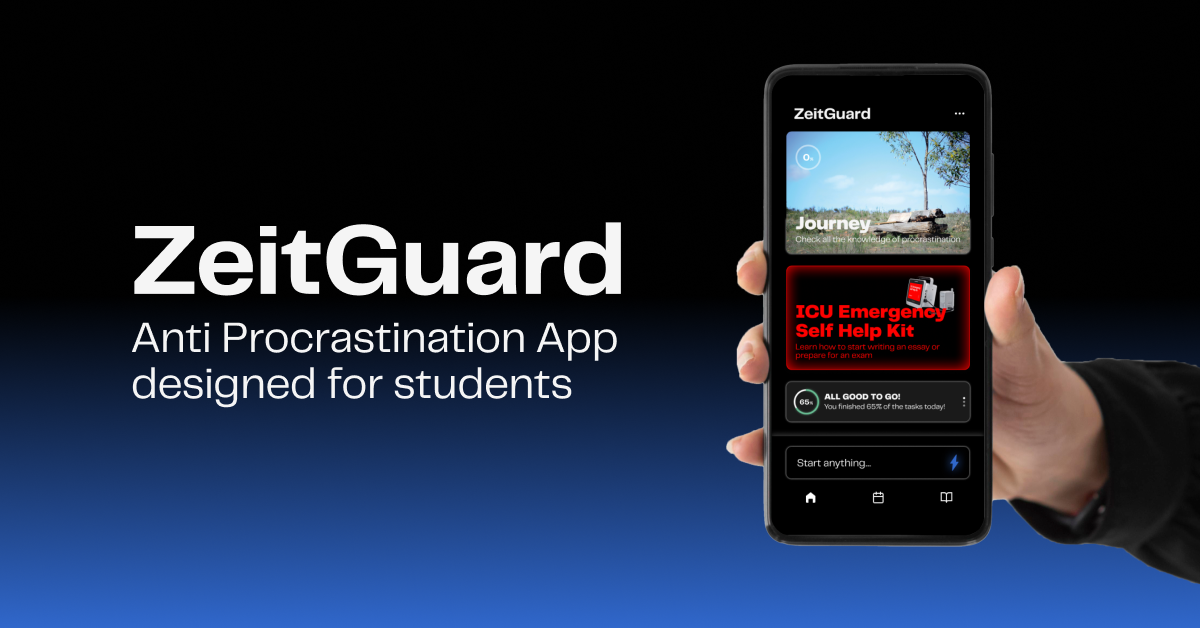 ZeitGuard
Anti Procrastination App
designed for students
ZeitGuard
0%
Journey
Check all the knowledge of procrastination
ICU Emergency
Self Help Kit
Learn how to start writing an essay or
prepare for an exam
65%
ALL GOOD TO GO!
You finished 65% of the tasks today!
Start anything...